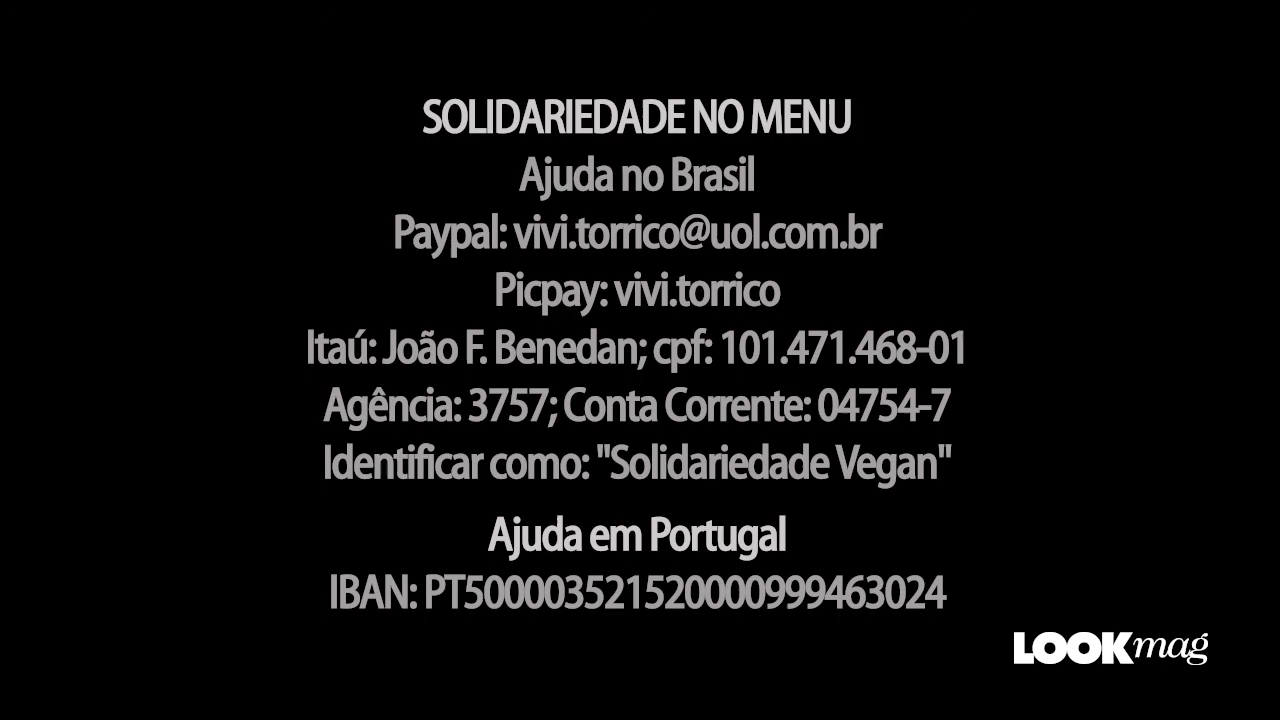 SOLIDARIEDADE NO MENU
Ajuda no Brasil
Paypal: vivi.torrico@uol.com.br
Picpay: vivi.torrico
Itaú: João F. Benedan; cpf: 101.471.468-01
Agência: 3757; Conta Corrente: 04754-7
Identificar como: "Solidariedade Vegan"
Ajuda em Portugal
IBAN: PT50000352152000099946​3024
LOOKmag